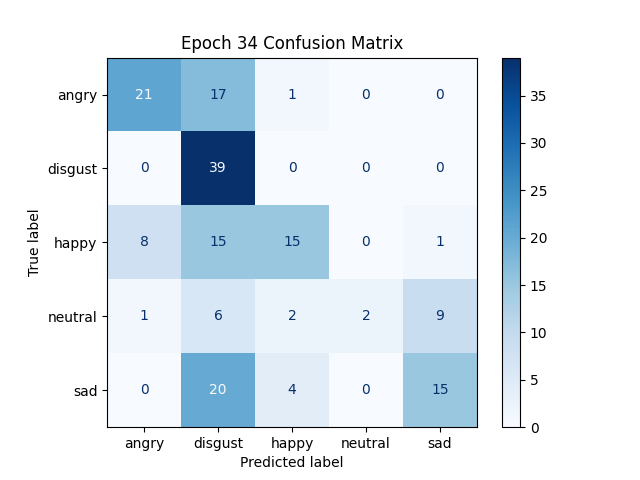 Epoch 34 Confusion Matrix
angry 21 17 1 0 0
disgust 0 39 0 0 0
happy 8 15 15 0 1
neutral 1 6 2 2 9
sad 0 20 4 0 15
angry disgust happy neutral sad
Predicted label
True label
35
30
25
20
15
10
5
0